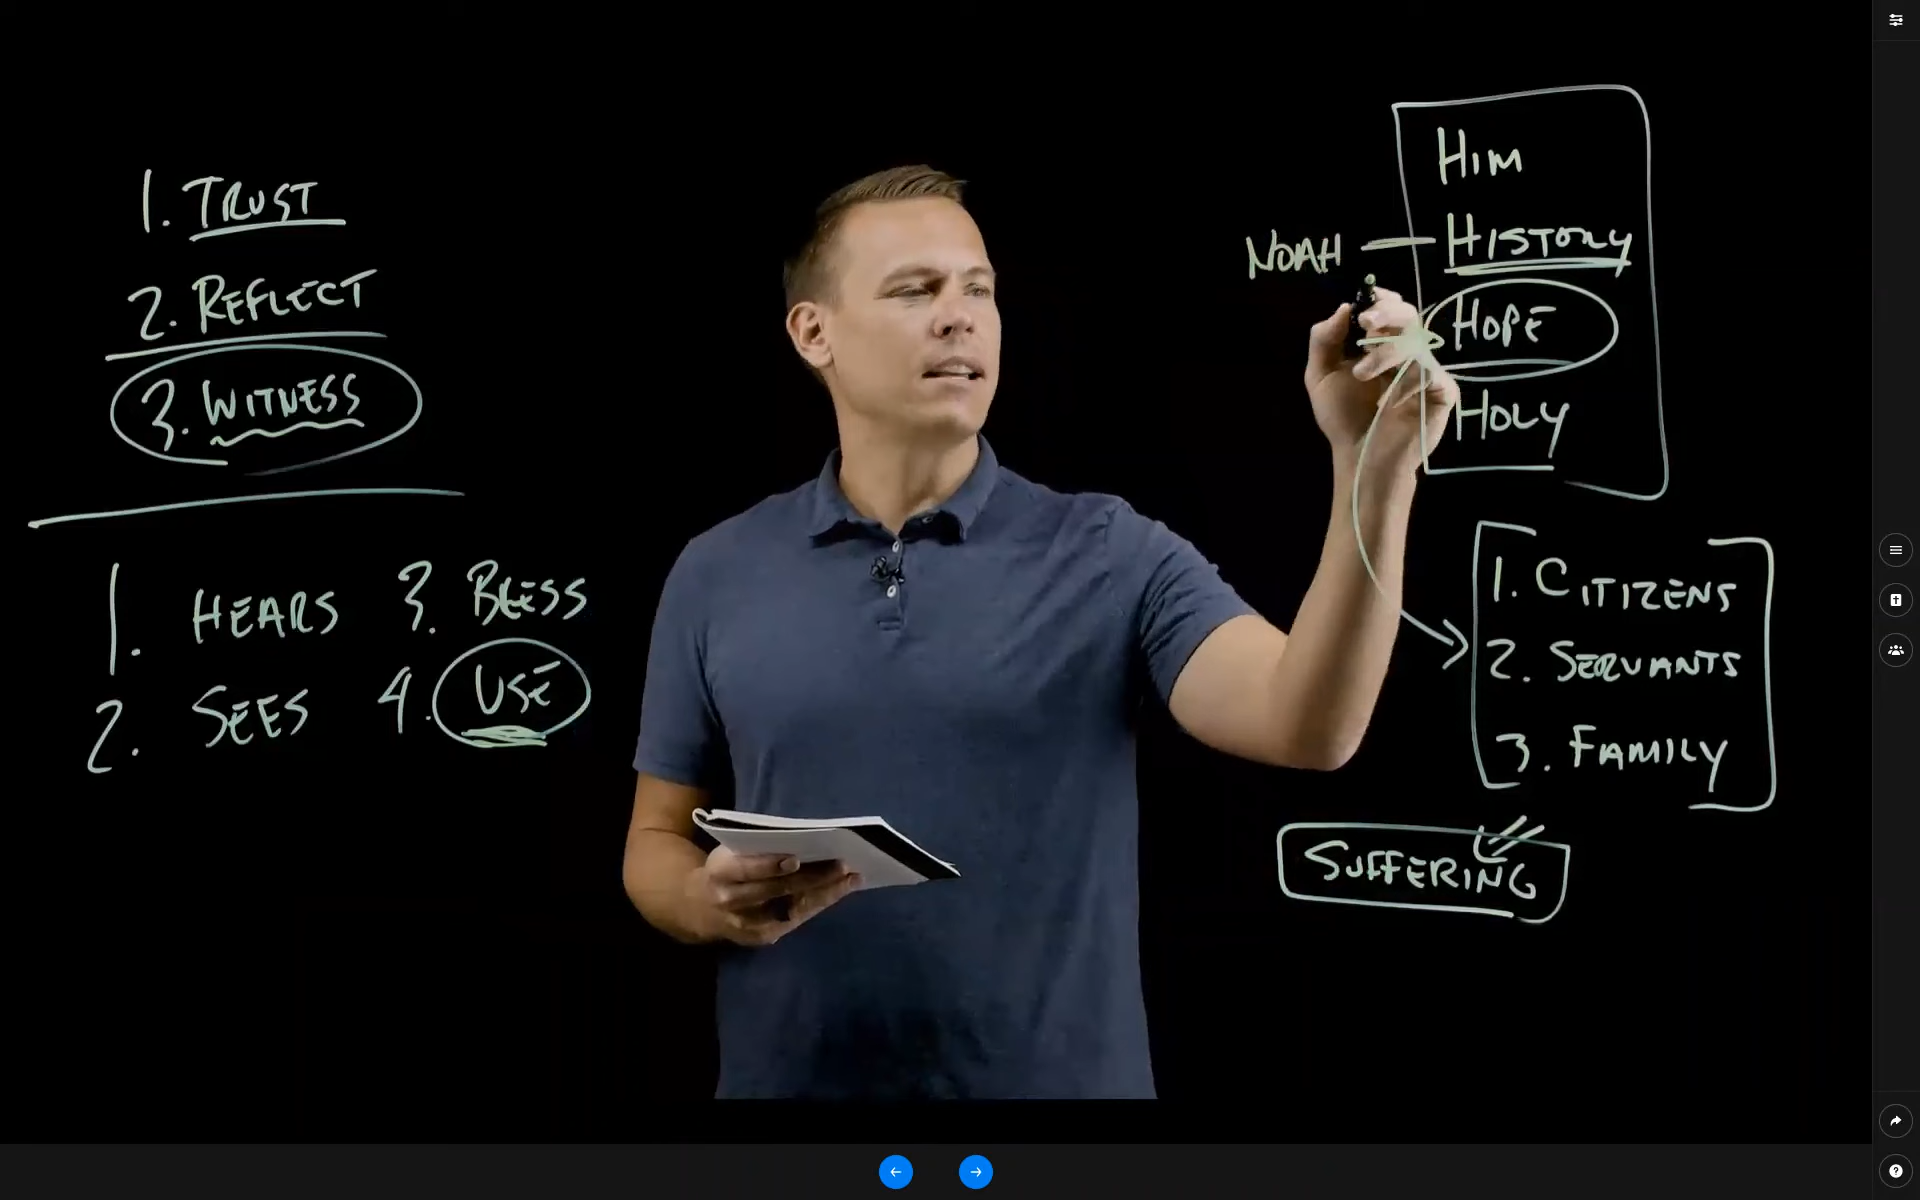 1. TRUST
2. REFLECT
3. WITNESS
1. HEARS
2. SEES
3. BLESS
4. USE
HIM
NOAH — HISTORY
HOPE
HOLY
1. CITIZENS
2. SERVANTS
3. FAMILY
SUFFERING